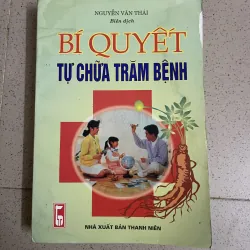 NGUYỄN VĂN THÁI
Biên dịch
BÍ QUYẾT
TỰ CHỮA TRĂM BỆNH
NHÀ XUẤT BẢN THANH NIÊN